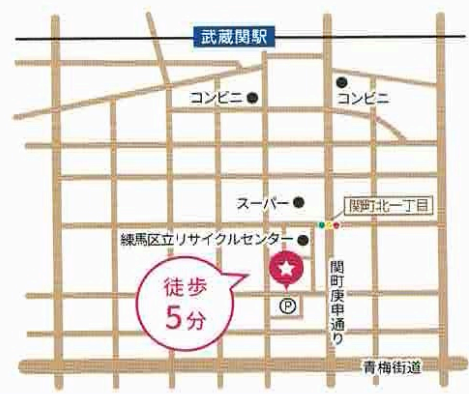 武蔵関駅
コンビニ
コンビニ
スーパー
関町北一丁目
練馬区立リサイクルセンター
徒歩
5分
P
関町庚申通り
青梅街道